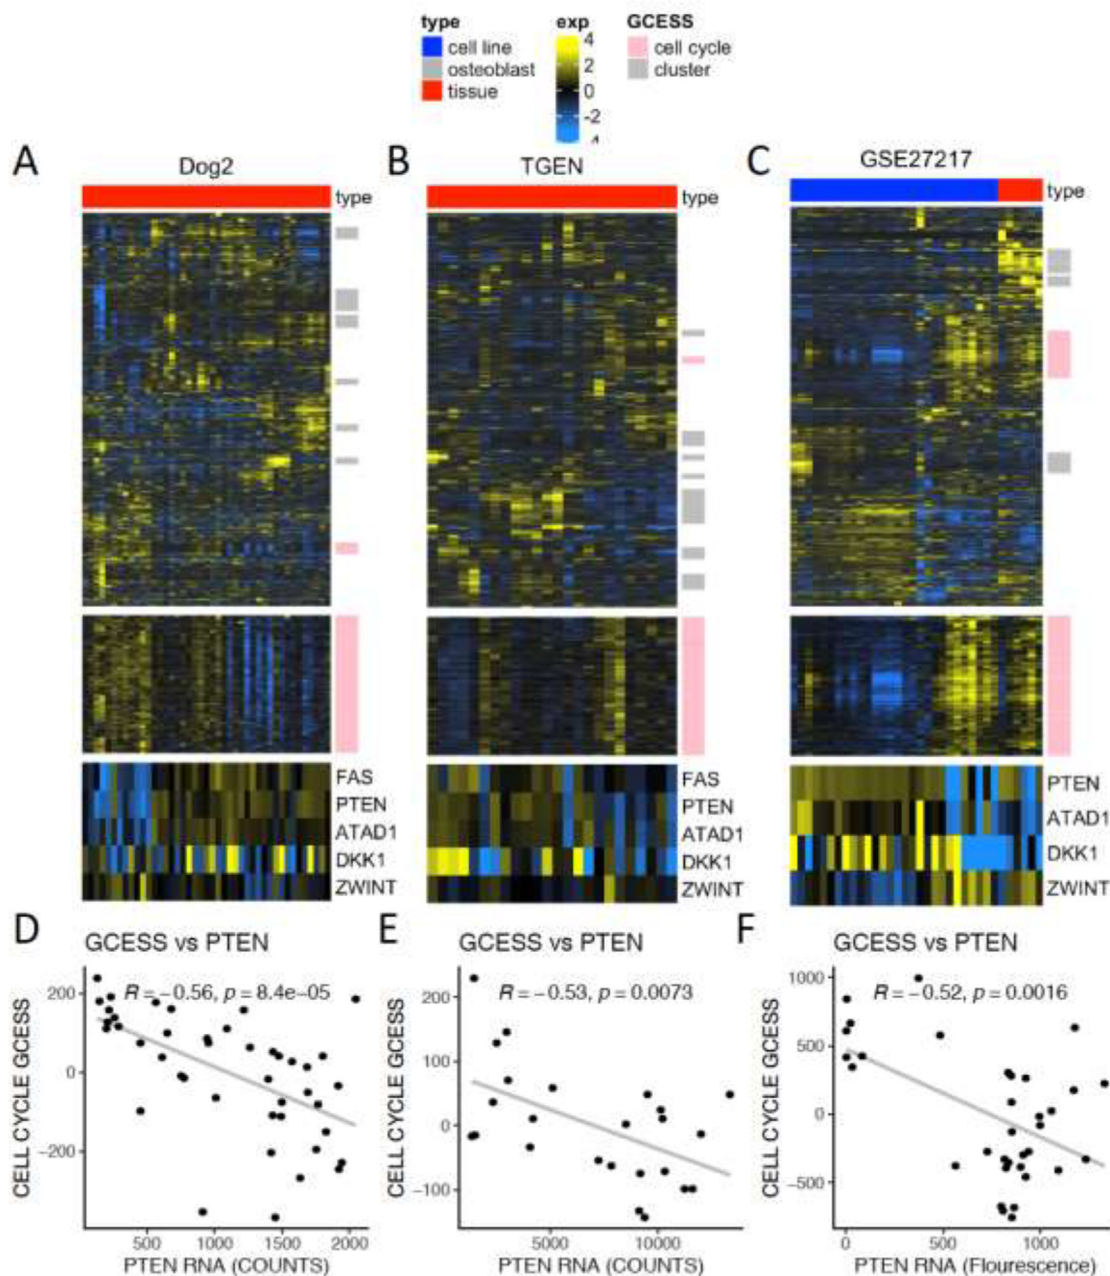 type exp GCESS
cell line 4 cell cycle
osteoblast 2 cluster
tissue 0
-2
A B C
Dog2 TGEN GSE27217
type type type
FAS FAS PTEN
PTEN PTEN ATAD1
ATAD1 ATAD1 DKK1
DKK1 DKK1 ZWINT
ZWINT ZWINT
D E F
GCESS vs PTEN GCESS vs PTEN GCESS vs PTEN
R = −0.56, p = 8.4e−05
R = −0.53, p = 0.0073
R = −0.52, p = 0.0016
CELL CYCLE GCESS
200
0
−200
500 1000 1500 2000
PTEN RNA (COUNTS)
CELL CYCLE GCESS
200
100
0
−100
5000 10000
PTEN RNA (COUNTS)
CELL CYCLE GCESS
1000
500
0
−500
0 500 1000
PTEN RNA (Flourescence)